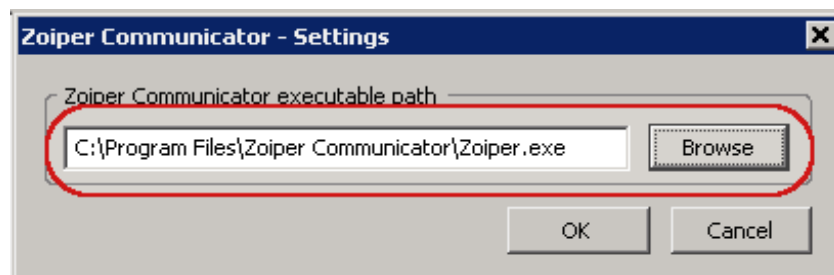 Zoiper Communicator - Settings
Zoiper Communicator executable path
C:\Program Files\Zoiper Communicator\Zoiper.exe Browse
OK Cancel